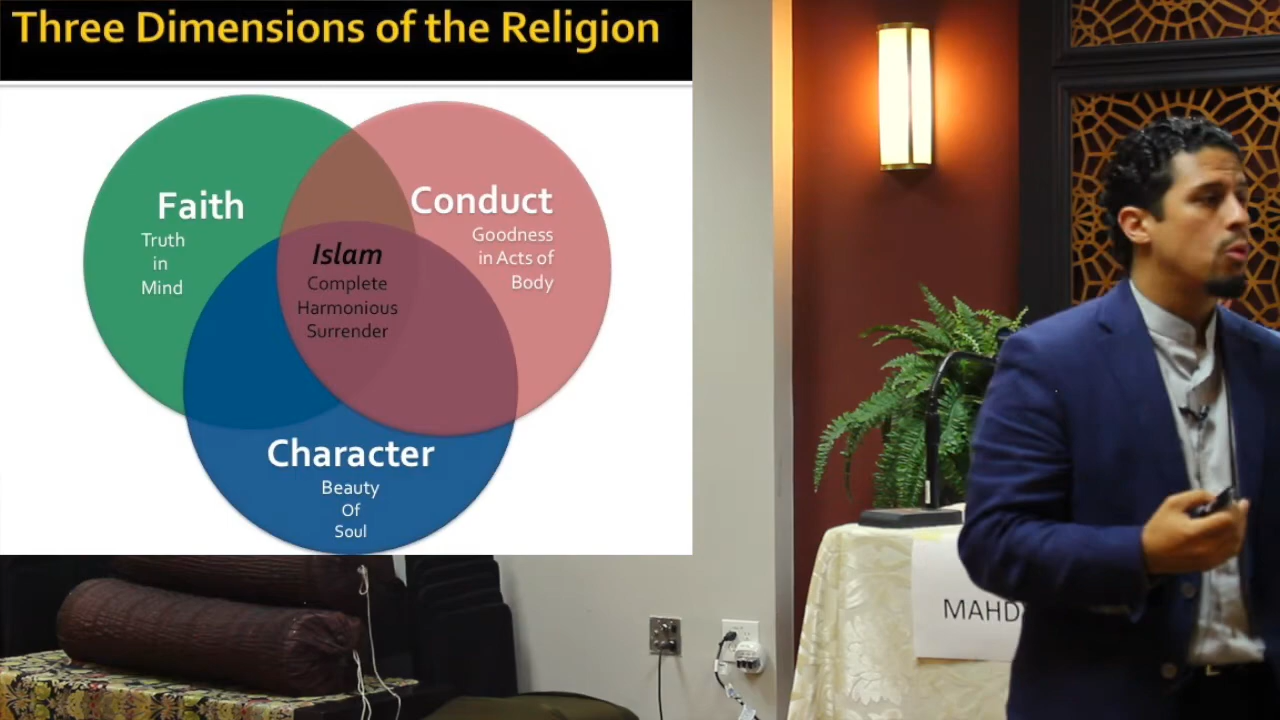 Three Dimensions of the Religion
Faith
Truth
in
Mind
Conduct
Goodness
in Acts of
Body
Islam
Complete
Harmonious
Surrender
Character
Beauty
Of
Soul
MAHD